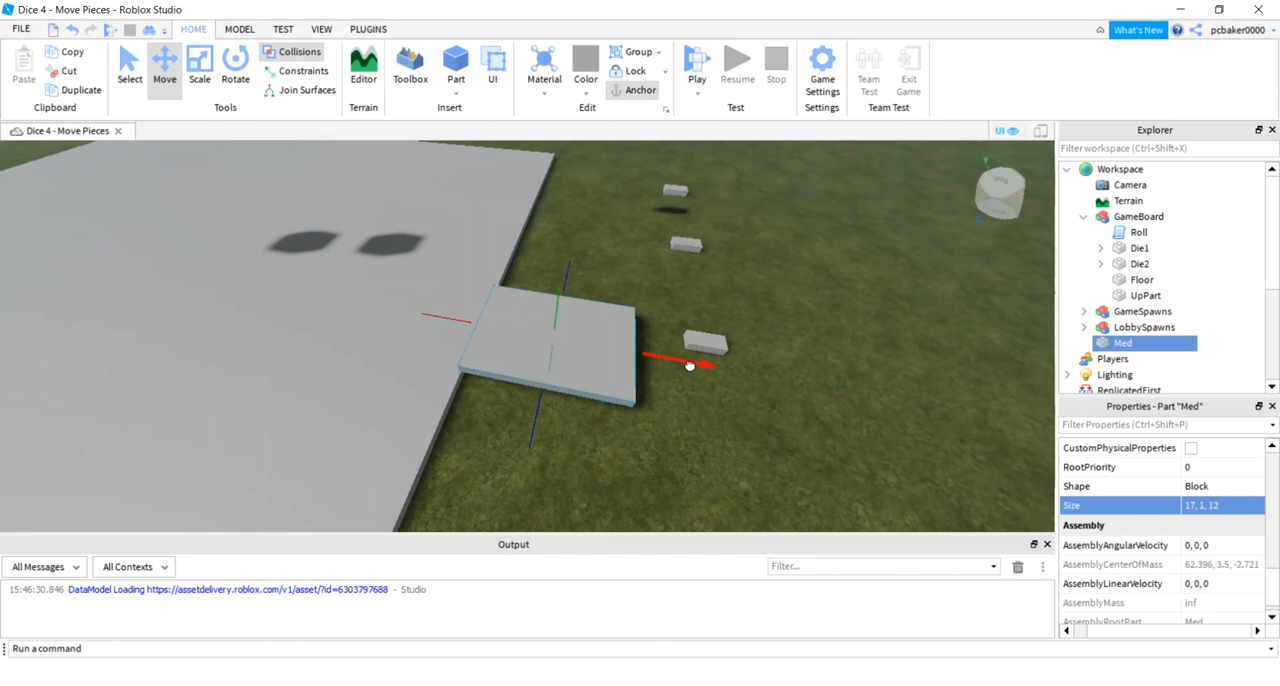 Dice 4 - Move Pieces - Roblox Studio
FILE HOME MODEL TEST VIEW PLUGINS What's New pcbaker0000
Paste Copy Cut Duplicate Clipboard
Select Move Scale Rotate Collisions Constraints Join Surfaces Tools
Editor Terrain
Toolbox Part UI Insert
Material Color Group Lock Anchor Edit
Play Resume Stop Test
Game Settings Settings
Team Test Exit Game Team Test
Dice 4 - Move Pieces UI
Y
Explorer
Filter workspace (Ctrl+Shift+X)
Workspace
Camera
Terrain
GameBoard
Roll
Die1
Die2
Floor
UpPart
GameSpawns
LobbySpawns
Med
Players
Lighting
ReplicatedFirst
Properties - Part "Med"
Filter Properties (Ctrl+Shift+P)
CustomPhysicalProperties
RootPriority 0
Shape Block
Size 17, 1, 12
Assembly
AssemblyAngularVelocity 0, 0, 0
AssemblyCenterOfMass 62.396, 3.5, -2.721
AssemblyLinearVelocity 0, 0, 0
AssemblyMass inf
AssemblyRootPart Med
Output
All Messages All Contexts Filter...
15:46:30.846 DataModel Loading https://assetdelivery.roblox.com/v1/asset/?id=6303797688 - Studio
Run a command